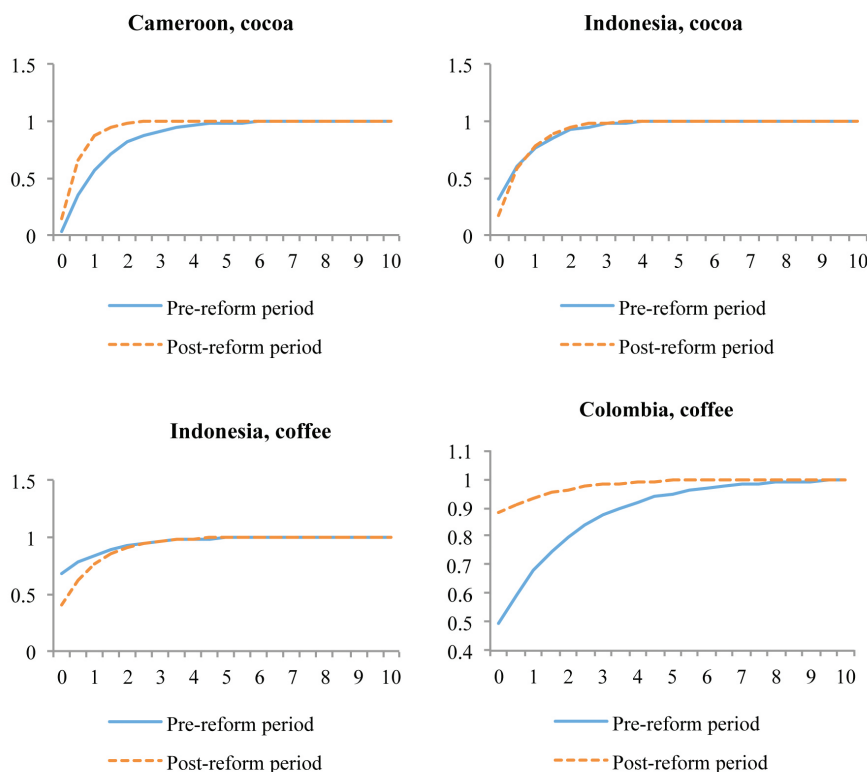 Cameroon, cocoa
1.5
1
0.5
0
0 1 2 3 4 5 6 7 8 9 10
Pre-reform period
Post-reform period
Indonesia, cocoa
1.5
1
0.5
0
0 1 2 3 4 5 6 7 8 9 10
Pre-reform period
Post-reform period
Indonesia, coffee
1.5
1
0.5
0
0 1 2 3 4 5 6 7 8 9 10
Pre-reform period
Post-reform period
Colombia, coffee
1.1
1
0.9
0.8
0.7
0.6
0.5
0.4
0 1 2 3 4 5 6 7 8 9 10
Pre-reform period
Post-reform period